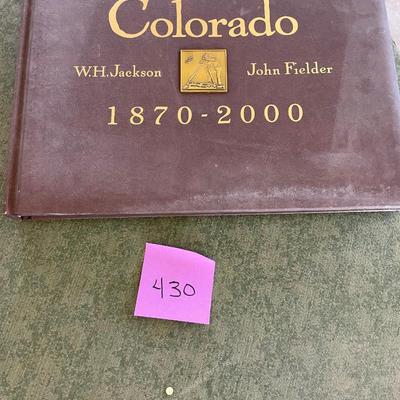 Colorado
W.H. Jackson John Fielder
1870-2000
430